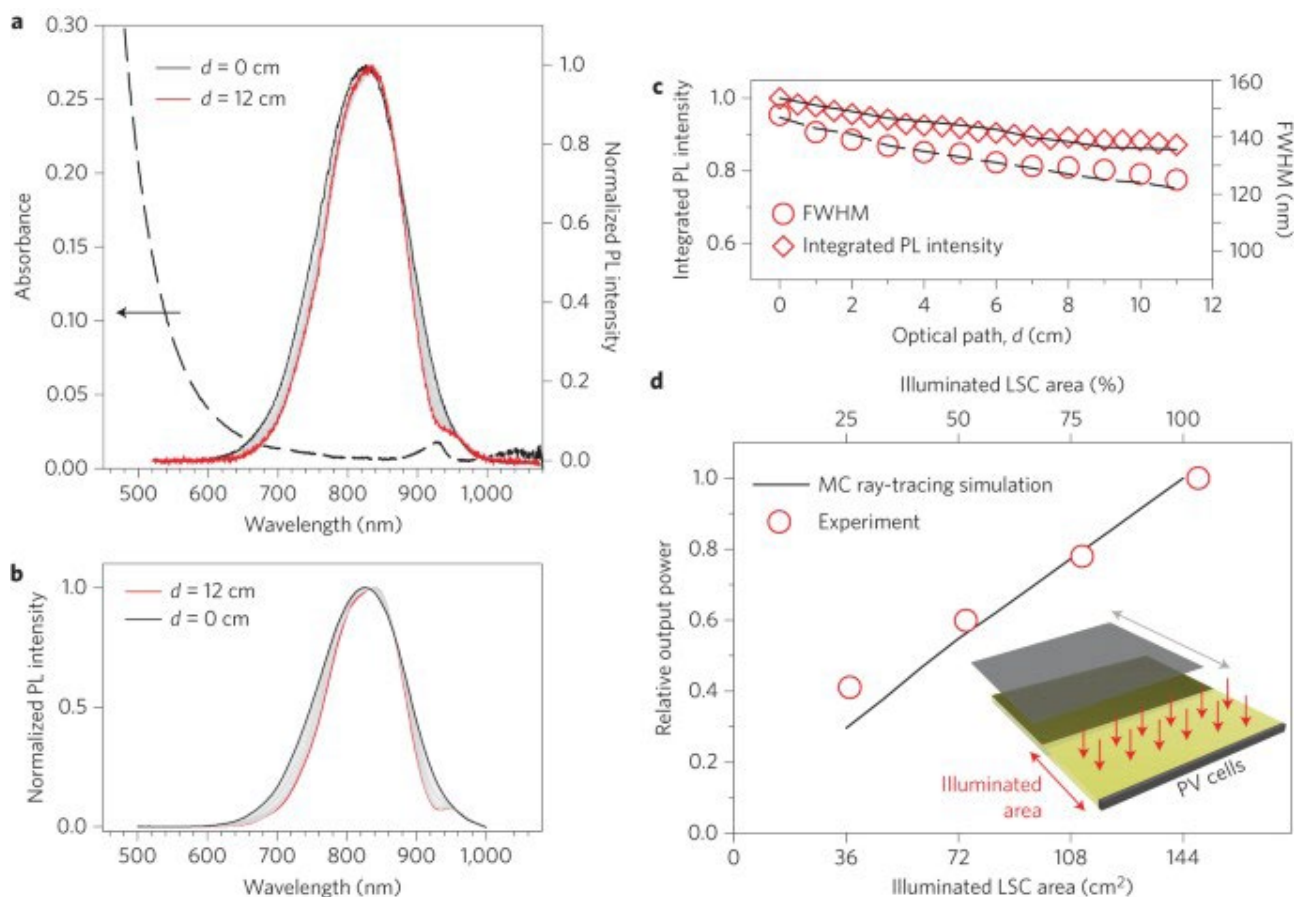 a
0.30
0.25
0.20
0.15
0.10
0.05
0.00
Absorbance
d = 0 cm
d = 12 cm
1.0
0.8
0.6
0.4
0.2
0.0
Normalized PL intensity
500 600 700 800 900 1,000
Wavelength (nm)
b
1.0
0.5
0.0
Normalized PL intensity
d = 12 cm
d = 0 cm
500 600 700 800 900 1,000
Wavelength (nm)
c
1.0
0.8
0.6
Integrated PL intensity
FWHM
Integrated PL intensity
160
140
120
100
FWHM (nm)
0 2 4 6 8 10 12
Optical path, d (cm)
d
Illuminated LSC area (%)
25 50 75 100
1.0
0.8
0.6
0.4
0.2
0.0
Relative output power
MC ray-tracing simulation
Experiment
Illuminated
area
PV cells
0 36 72 108 144
Illuminated LSC area (cm²)